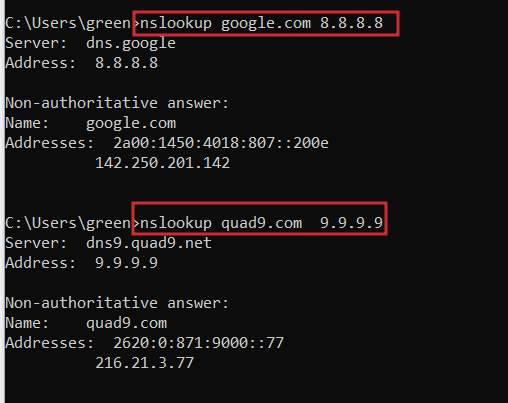 C:\Users\green>nslookup google.com 8.8.8.8
Server:  dns.google
Address:  8.8.8.8
Non-authoritative answer:
Name:    google.com
Addresses:  2a00:1450:4018:807::200e
142.250.201.142
C:\Users\green>nslookup quad9.com  9.9.9.9
Server:  dns9.quad9.net
Address:  9.9.9.9
Non-authoritative answer:
Name:    quad9.com
Addresses:  2620:0:871:9000::77
216.21.3.77